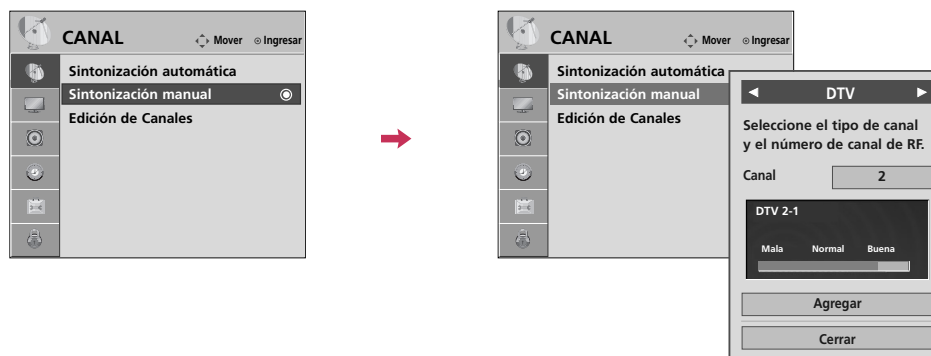 CANAL
Mover
Ingresar
Sintonización automática
Sintonización manual
Edición de Canales
CANAL
Mover
Ingresar
Sintonización automática
Sintonización manual
Edición de Canales
DTV
Seleccione el tipo de canal
y el número de canal de RF.
Canal 2
DTV 2-1
Mala Normal Buena
Agregar
Cerrar